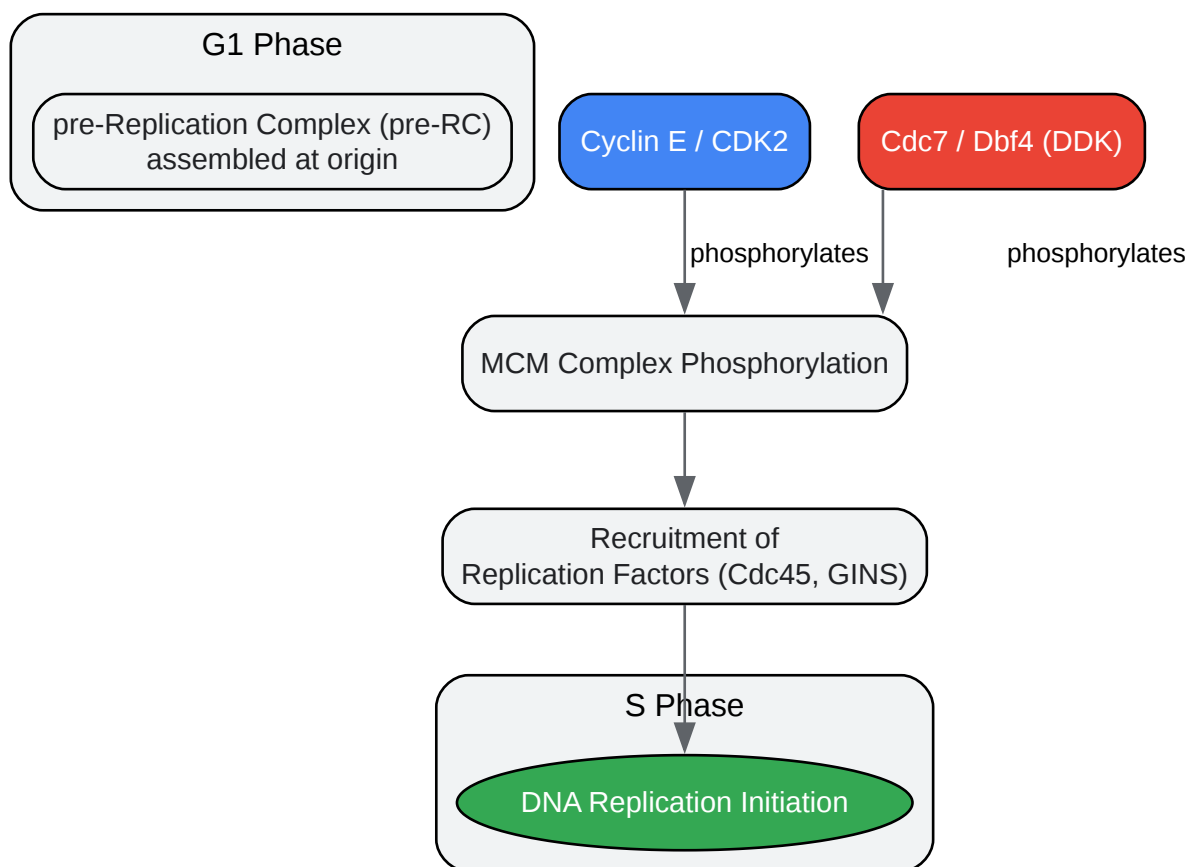 G1 Phase
pre-Replication Complex (pre-RC)
assembled at origin
Cyclin E / CDK2
Cdc7 / Dbf4 (DDK)
phosphorylates
phosphorylates
MCM Complex Phosphorylation
Recruitment of
Replication Factors (Cdc45, GINS)
S Phase
DNA Replication Initiation